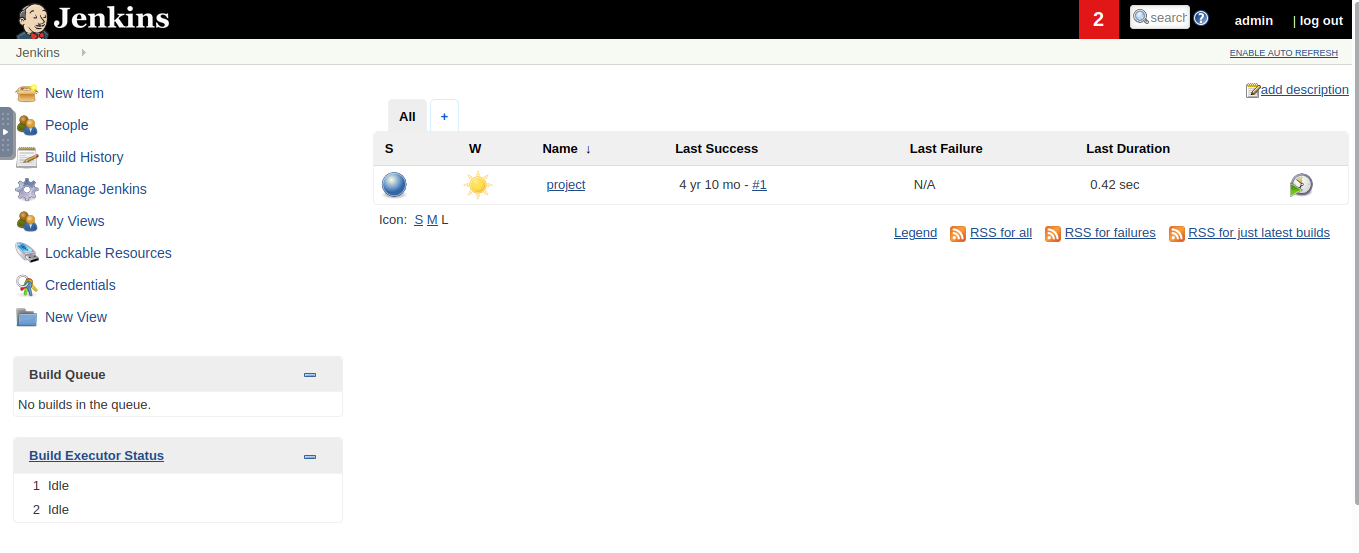 Jenkins
2 search admin | log out
Jenkins
ENABLE AUTO REFRESH
New Item
People
Build History
Manage Jenkins
My Views
Lockable Resources
Credentials
New View
Build Queue
No builds in the queue.
Build Executor Status
1 Idle
2 Idle
add description
All +
S W Name ↓ Last Success Last Failure Last Duration
project 4 yr 10 mo - #1 N/A 0.42 sec
Icon: S M L
Legend RSS for all RSS for failures RSS for just latest builds